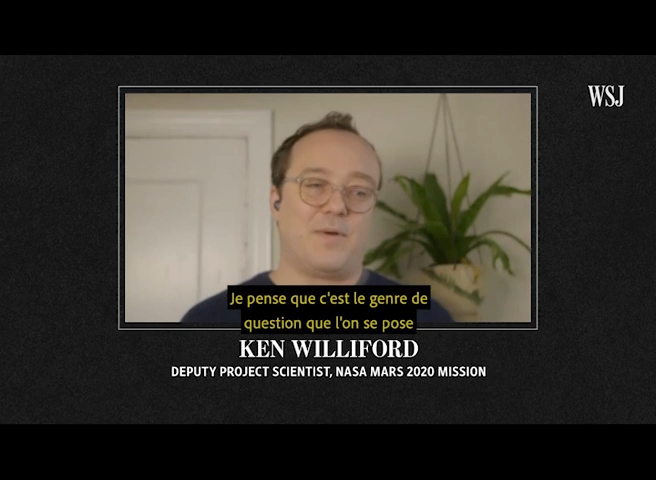 WSJ
Je pense que c'est le genre de
question que l'on se pose
KEN WILLIFORD
DEPUTY PROJECT SCIENTIST, NASA MARS 2020 MISSION